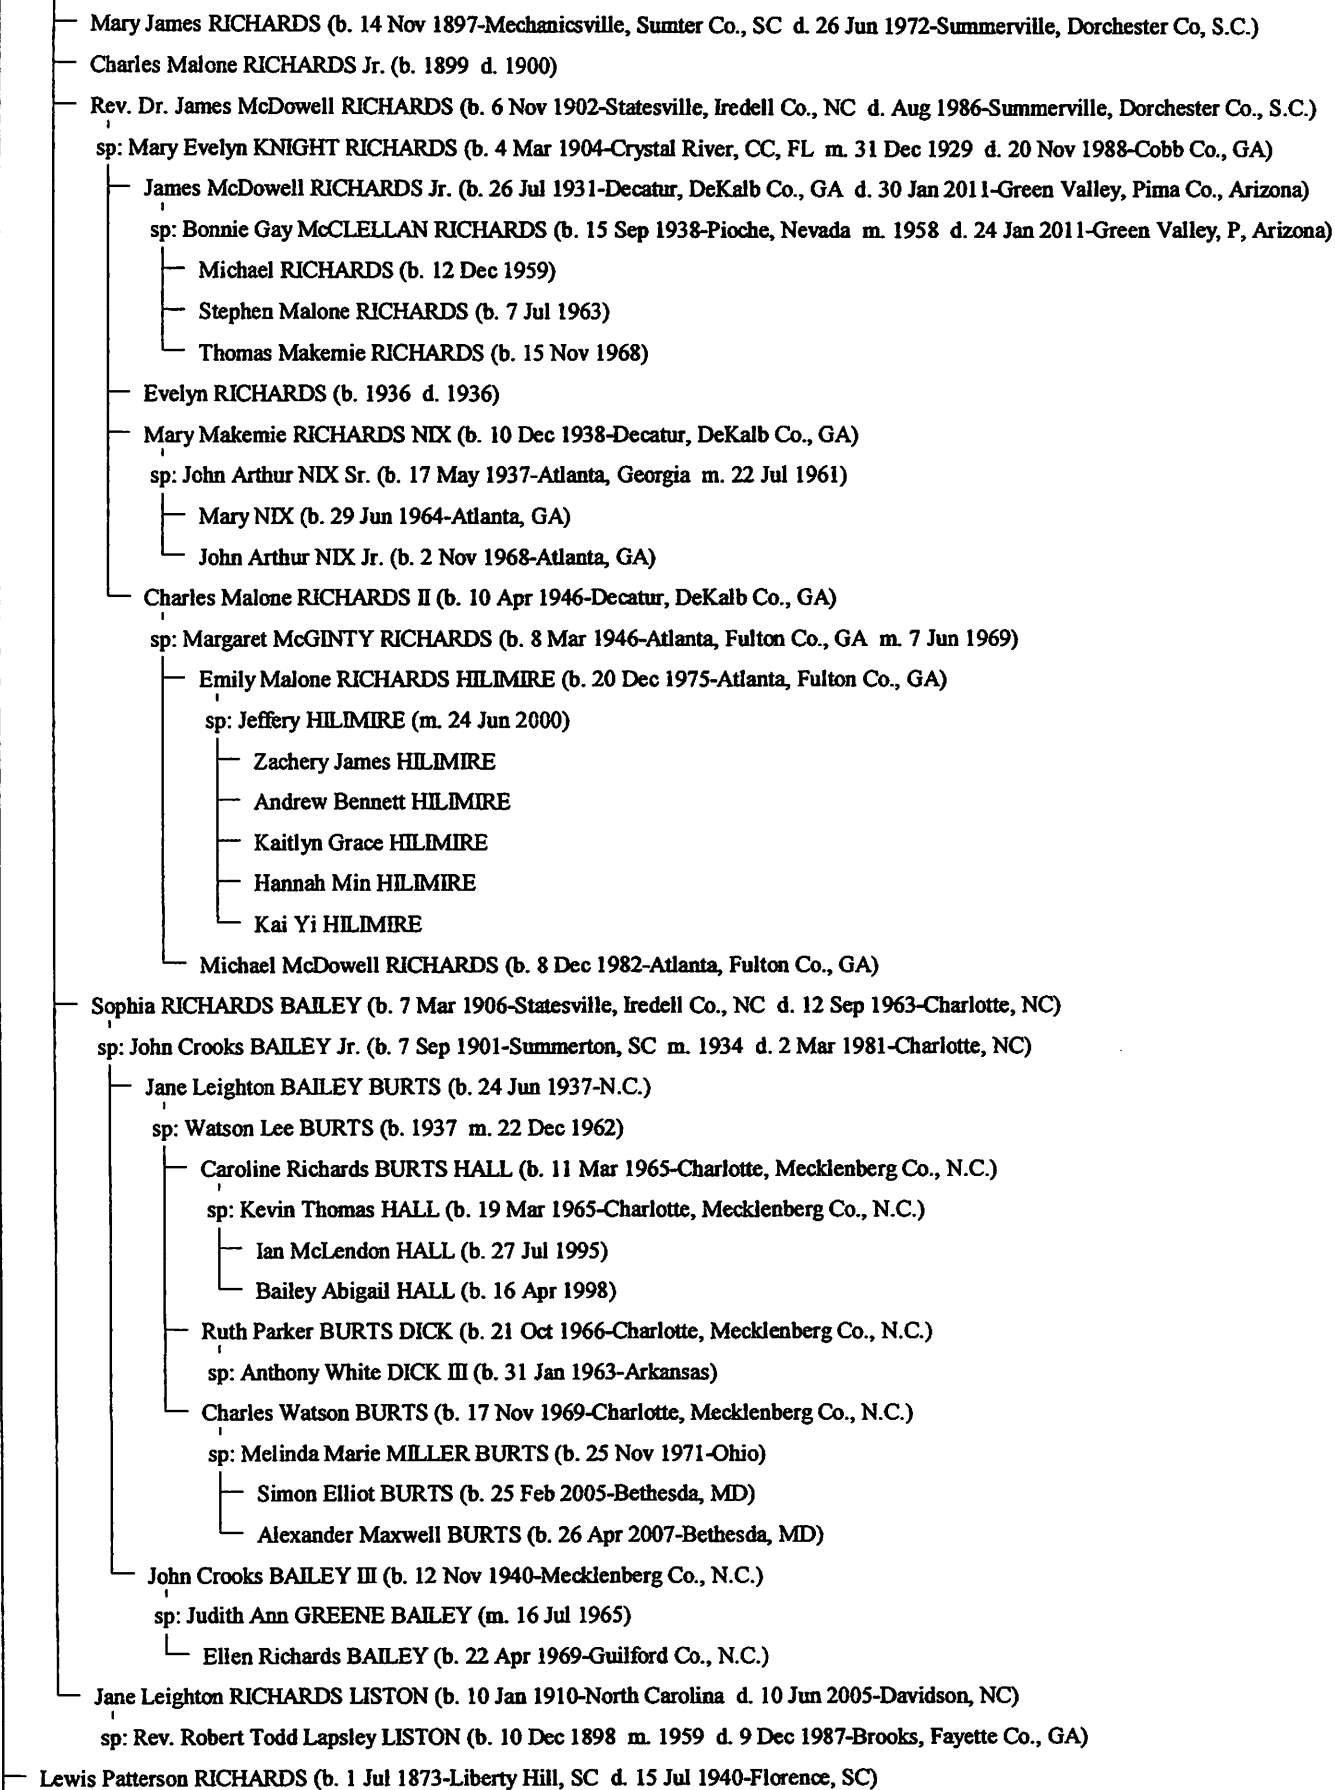 Mary James RICHARDS (b. 14 Nov 1897-Mechanicsville, Sumter Co., SC d. 26 Jun 1972-Summerville, Dorchester Co, S.C.)
Charles Malone RICHARDS Jr. (b. 1899 d. 1900)
Rev. Dr. James McDowell RICHARDS (b. 6 Nov 1902-Statesville, Iredell Co., NC d. Aug 1986-Summerville, Dorchester Co., S.C.)
sp: Mary Evelyn KNIGHT RICHARDS (b. 4 Mar 1904-Crystal River, CC, FL m. 31 Dec 1929 d. 20 Nov 1988-Cobb Co., GA)
James McDowell RICHARDS Jr. (b. 26 Jul 1931-Decatur, DeKalb Co., GA d. 30 Jan 2011-Green Valley, Pima Co., Arizona)
sp: Bonnie Gay McCLELLAN RICHARDS (b. 15 Sep 1938-Pioche, Nevada m. 1958 d. 24 Jan 2011-Green Valley, P, Arizona)
Michael RICHARDS (b. 12 Dec 1959)
Stephen Malone RICHARDS (b. 7 Jul 1963)
Thomas Makemie RICHARDS (b. 15 Nov 1968)
Evelyn RICHARDS (b. 1936 d. 1936)
Mary Makemie RICHARDS NIX (b. 10 Dec 1938-Decatur, DeKalb Co., GA)
sp: John Arthur NIX Sr. (b. 17 May 1937-Atlanta, Georgia m. 22 Jul 1961)
Mary NIX (b. 29 Jun 1964-Atlanta, GA)
John Arthur NIX Jr. (b. 2 Nov 1968-Atlanta, GA)
Charles Malone RICHARDS II (b. 10 Apr 1946-Decatur, DeKalb Co., GA)
sp: Margaret McGINTY RICHARDS (b. 8 Mar 1946-Atlanta, Fulton Co., GA m. 7 Jun 1969)
Emily Malone RICHARDS HILIMIRE (b. 20 Dec 1975-Atlanta, Fulton Co., GA)
sp: Jeffery HILIMIRE (m. 24 Jun 2000)
Zachery James HILIMIRE
Andrew Bennett HILIMIRE
Kaitlyn Grace HILIMIRE
Hannah Min HILIMIRE
Kai Yi HILIMIRE
Michael McDowell RICHARDS (b. 8 Dec 1982-Atlanta, Fulton Co., GA)
Sophia RICHARDS BAILEY (b. 7 Mar 1906-Statesville, Iredell Co., NC d. 12 Sep 1963-Charlotte, NC)
sp: John Crooks BAILEY Jr. (b. 7 Sep 1901-Summerton, SC m. 1934 d. 2 Mar 1981-Charlotte, NC)
Jane Leighton BAILEY BURTS (b. 24 Jun 1937-N.C.)
sp: Watson Lee BURTS (b. 1937 m. 22 Dec 1962)
Caroline Richards BURTS HALL (b. 11 Mar 1965-Charlotte, Mecklenberg Co., N.C.)
sp: Kevin Thomas HALL (b. 19 Mar 1965-Charlotte, Mecklenberg Co., N.C.)
Ian McLendon HALL (b. 27 Jul 1995)
Bailey Abigail HALL (b. 16 Apr 1998)
Ruth Parker BURTS DICK (b. 21 Oct 1966-Charlotte, Mecklenberg Co., N.C.)
sp: Anthony White DICK III (b. 31 Jan 1963-Arkansas)
Charles Watson BURTS (b. 17 Nov 1969-Charlotte, Mecklenberg Co., N.C.)
sp: Melinda Marie MILLER BURTS (b. 25 Nov 1971-Ohio)
Simon Elliot BURTS (b. 25 Feb 2005-Bethesda, MD)
Alexander Maxwell BURTS (b. 26 Apr 2007-Bethesda, MD)
John Crooks BAILEY III (b. 12 Nov 1940-Mecklenberg Co., N.C.)
sp: Judith Ann GREENE BAILEY (m. 16 Jul 1965)
Ellen Richards BAILEY (b. 22 Apr 1969-Guilford Co., N.C.)
Jane Leighton RICHARDS LISTON (b. 10 Jan 1910-North Carolina d. 10 Jun 2005-Davidson, NC)
sp: Rev. Robert Todd Lapsley LISTON (b. 10 Dec 1898 m. 1959 d. 9 Dec 1987-Brooks, Fayette Co., GA)
Lewis Patterson RICHARDS (b. 1 Jul 1873-Liberty Hill, SC d. 15 Jul 1940-Florence, SC)